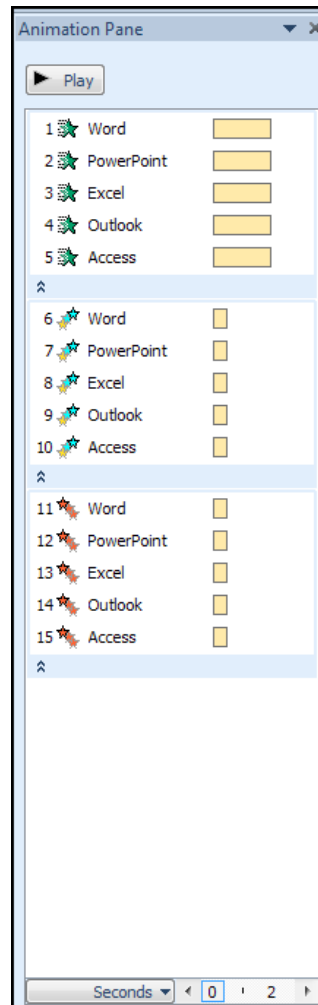 Animation Pane
Play
1 Word
2 PowerPoint
3 Excel
4 Outlook
5 Access
6 Word
7 PowerPoint
8 Excel
9 Outlook
10 Access
11 Word
12 PowerPoint
13 Excel
14 Outlook
15 Access
Seconds 0 2